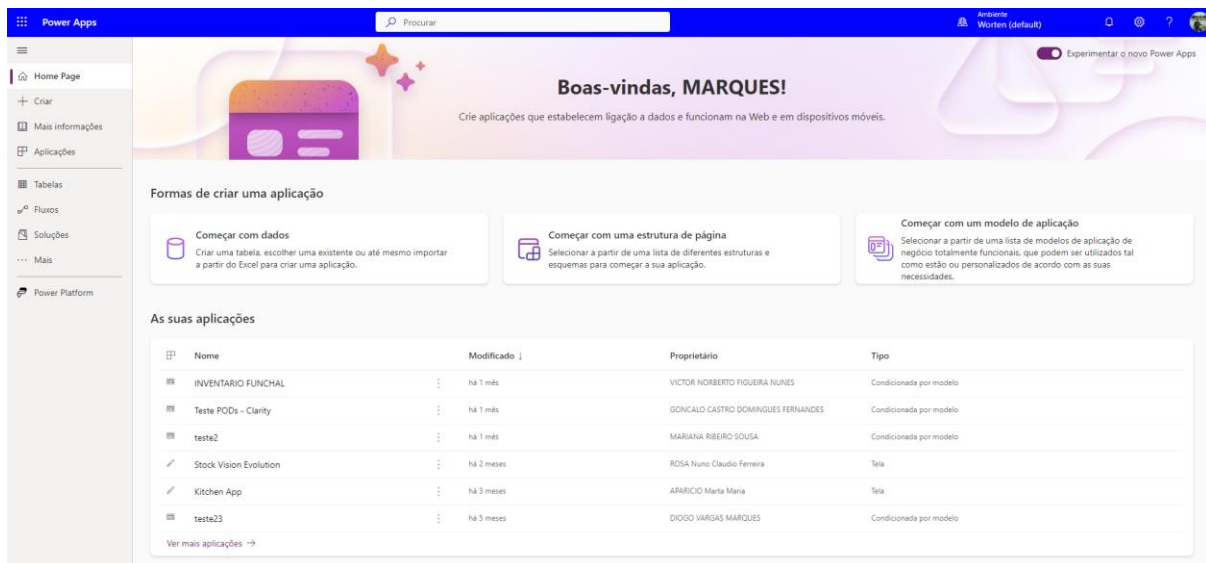 Power Apps
Procurar
Ambiente
Worten (default)
?
Experimentar o novo Power Apps
Home Page
Criar
Mais informações
Aplicações
Tabelas
Fluxos
Soluções
Mais
Power Platform
Boas-vindas, MARQUES!
Crie aplicações que estabelecem ligação a dados e funcionam na Web e em dispositivos móveis.
Formas de criar uma aplicação
Começar com dados
Criar uma tabela, escolher uma existente ou até mesmo importar
a partir do Excel para criar uma aplicação.
Começar com uma estrutura de página
Selecionar a partir de uma lista de diferentes estruturas e
esquemas para começar a sua aplicação.
Começar com um modelo de aplicação
Selecionar a partir de uma lista de modelos de aplicação de
negócio totalmente funcionais, que podem ser utilizados tal
como estão ou personalizados de acordo com as suas
necessidades.
As suas aplicações
Nome Modificado ↓ Proprietário Tipo
INVENTARIO FUNCHAL há 1 mês VICTOR NORBERTO FIGUEIRA NUNES Condicionada por modelo
Teste PODs - Clarity há 1 mês GONCALO CASTRO DOMINGUES FERNANDES Condicionada por modelo
teste2 há 1 mês MARIANA RIBEIRO SOUSA Condicionada por modelo
Stock Vision Evolution há 2 meses ROSA Nuno Claudio Ferreira Tela
Kitchen App há 3 meses APARICIO Marta Maria Tela
teste23 há 5 meses DIOGO VARGAS MARQUES Condicionada por modelo
Ver mais aplicações →